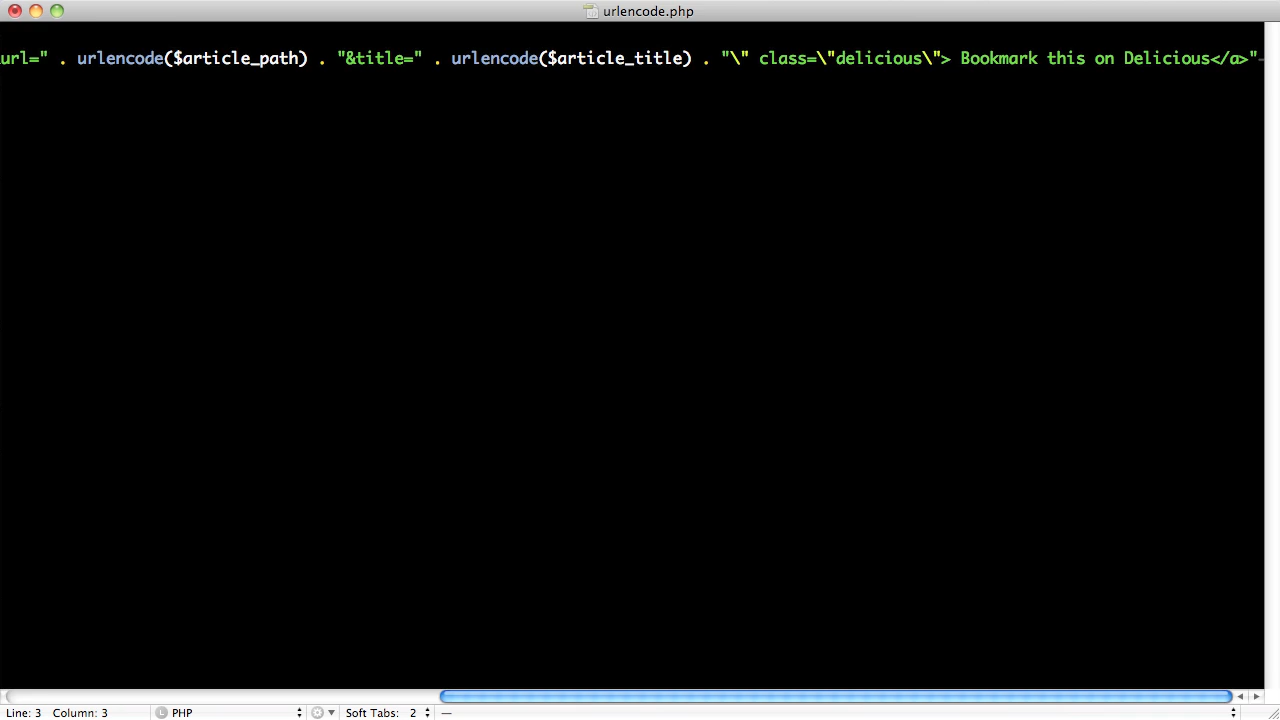 urlencode.php
url=" . urlencode($article_path) . "&title=" . urlencode($article_title) . "\" class=\"delicious\"> Bookmark this on Delicious</a>"
Line: 3 Column: 3 L PHP Soft Tabs: 2 —